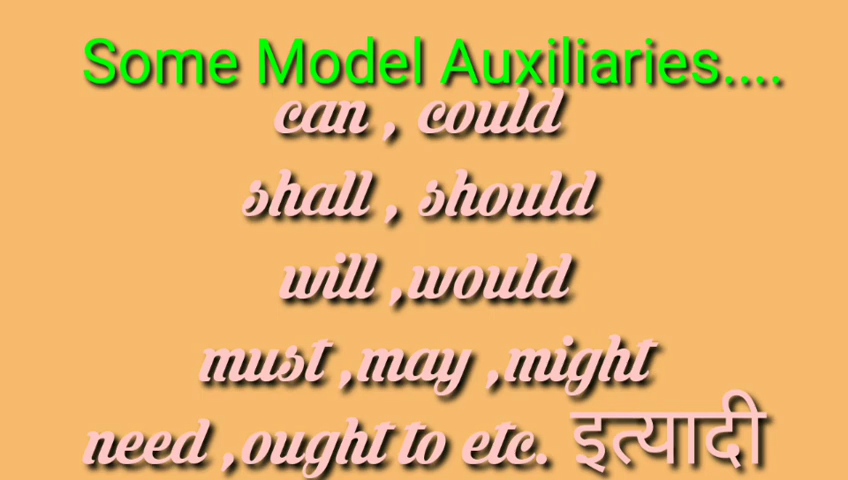 Some Model Auxiliaries....
can , could
shall , should
will ,would
must ,may ,might
need ,ought to etc. इत्यादी